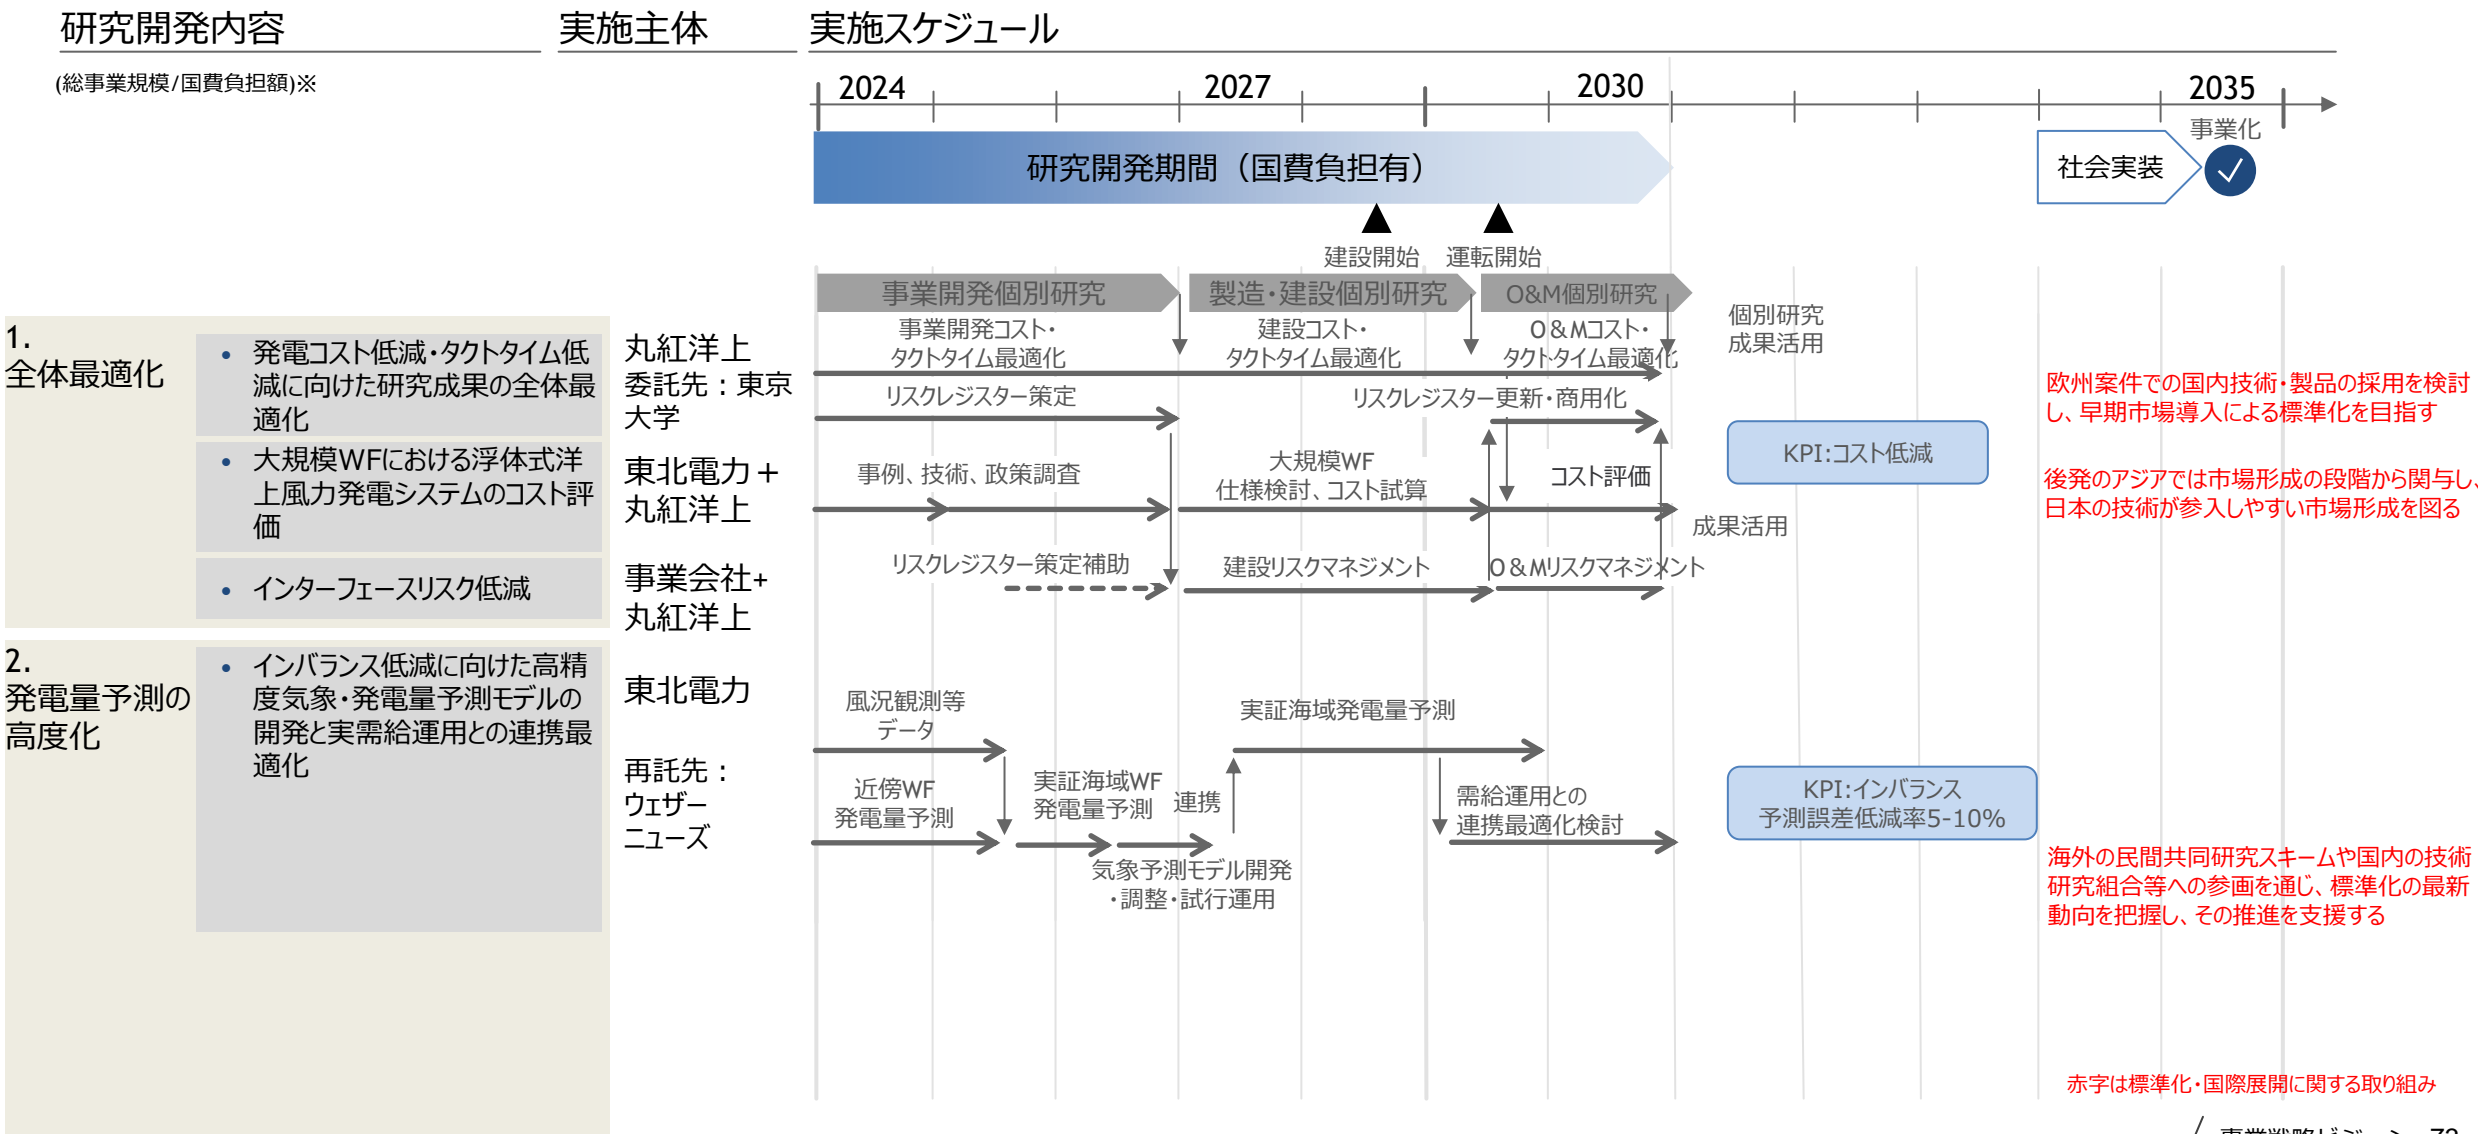 研究開発内容
実施主体
実施スケジュール
(総事業規模/国費負担額)※
2024
2027
2030
2035
事業化
研究開発期間（国費負担有）
社会実装
建設開始
運転開始
事業開発個別研究
製造・建設個別研究
O&M個別研究
1.
全体最適化
• 発電コスト低減・タクトタイム低
減に向けた研究成果の全体最
適化
丸紅洋上
委託先：東京
大学
事業開発コスト・
タクトタイム最適化
建設コスト・
タクトタイム最適化
O＆Mコスト・
タクトタイム最適化
個別研究
成果活用
リスクレジスター策定
リスクレジスター更新・商用化
欧州案件での国内技術・製品の採用を検討
し、早期市場導入による標準化を目指す
KPI:コスト低減
• 大規模WFにおける浮体式洋
上風力発電システムのコスト評
価
東北電力＋
丸紅洋上
事例、技術、政策調査
大規模WF
仕様検討、コスト試算
コスト評価
後発のアジアでは市場形成の段階から関与し、
日本の技術が参入しやすい市場形成を図る
成果活用
• インターフェースリスク低減
事業会社+
丸紅洋上
リスクレジスター策定補助
建設リスクマネジメント
O＆Mリスクマネジメント
2.
発電量予測の
高度化
• インバランス低減に向けた高精
度気象・発電量予測モデルの
開発と実需給運用との連携最
適化
東北電力
再託先：
ウェザー
ニューズ
風況観測等
データ
実証海域発電量予測
近傍WF
発電量予測
実証海域WF
発電量予測
連携
需給運用との
連携最適化検討
気象予測モデル開発
・調整・試行運用
KPI:インバランス
予測誤差低減率5-10%
海外の民間共同研究スキームや国内の技術
研究組合等への参画を通じ、標準化の最新
動向を把握し、その推進を支援する
赤字は標準化・国際展開に関する取り組み